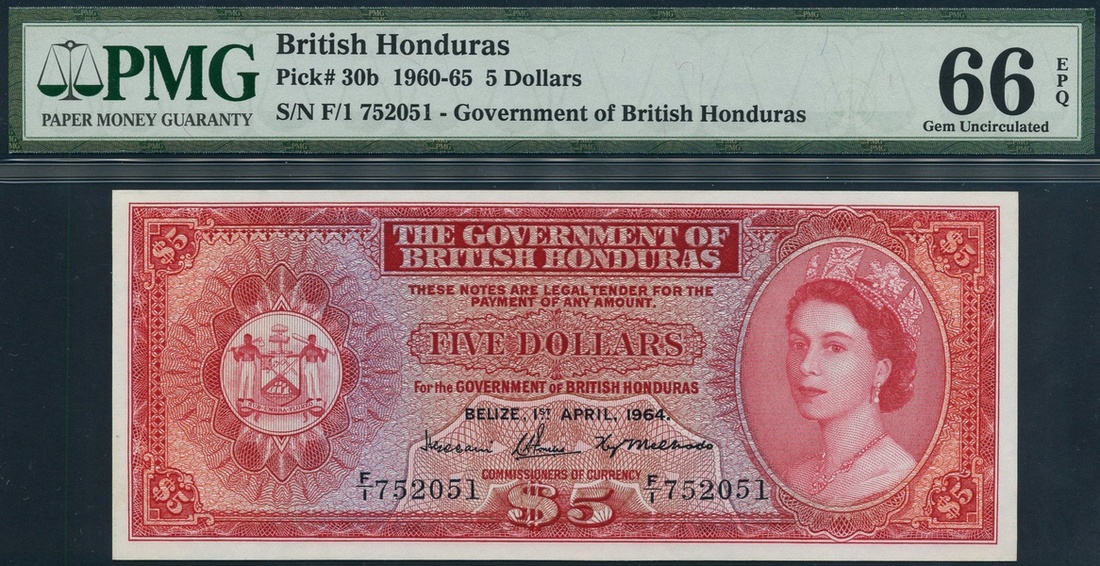 PMG
PAPER MONEY GUARANTY
British Honduras
Pick# 30b 1960-65 5 Dollars
S/N F/1 752051 - Government of British Honduras
66 EPQ
Gem Uncirculated
$5
$5
THE GOVERNMENT OF
BRITISH HONDURAS
THESE NOTES ARE LEGAL TENDER FOR THE
PAYMENT OF ANY AMOUNT.
FIVE DOLLARS
For the GOVERNMENT OF BRITISH HONDURAS
BELIZE, 1ST APRIL, 1964.
COMMISSIONERS OF CURRENCY
F/1 752051
F/1 752051
$5
$5
$5